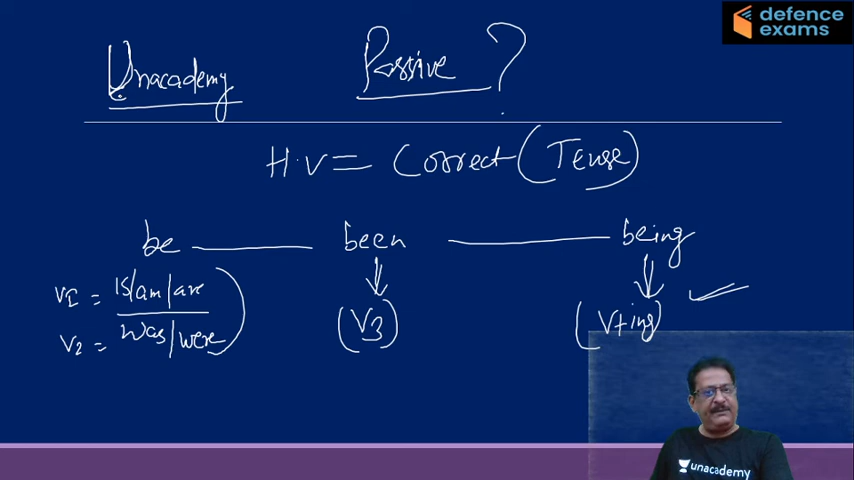 defence
exams
Unacademy Passive ?
H.V = Correct (Tense)
be been being
V1 = is/am/are
V2 = was/were
(V3)
(V+ing)
unacademy